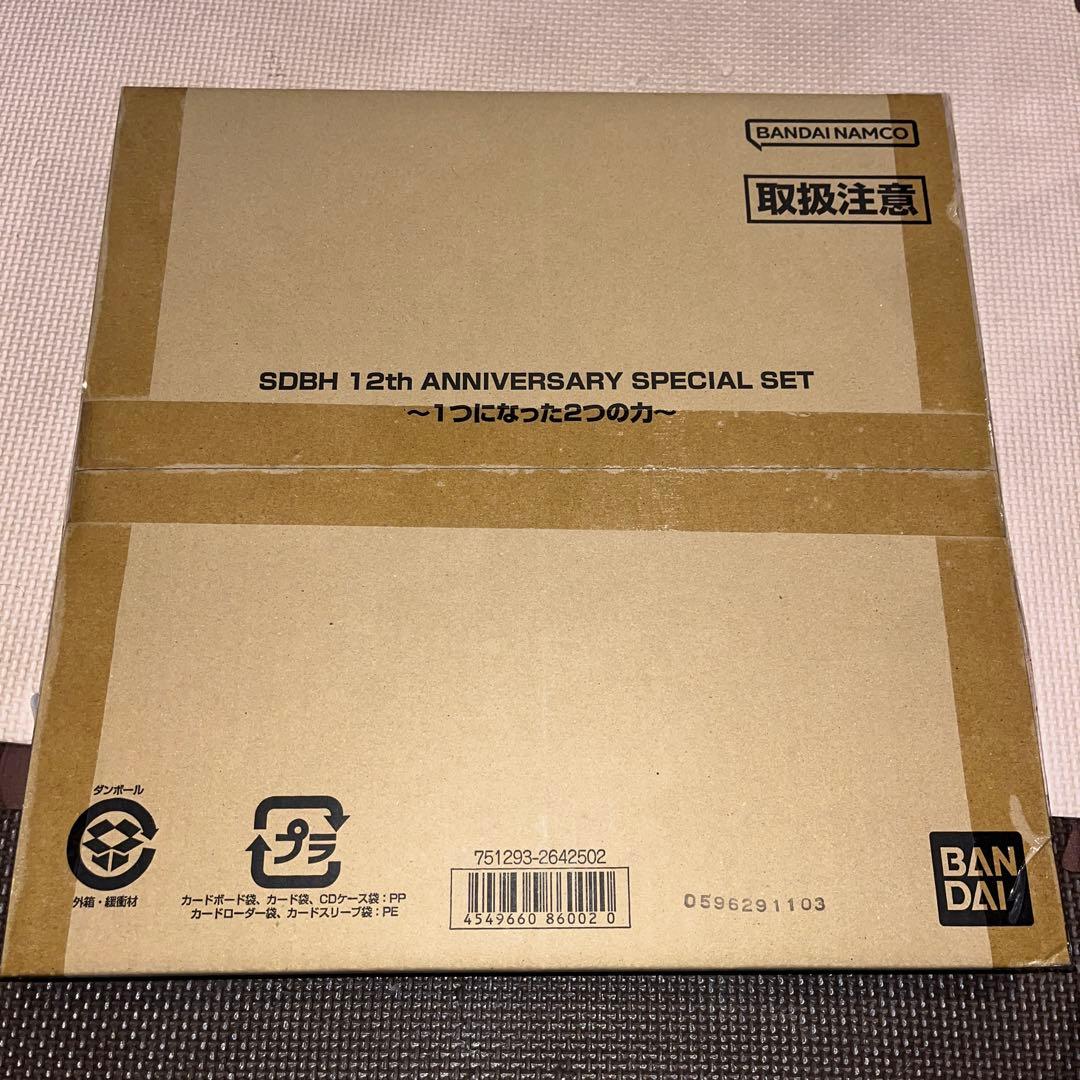 BANDAI NAMCO
取扱注意
SDBH 12th ANNIVERSARY SPECIAL SET
～1つになった2つの力～
ダンボール
外箱・緩衝材
プラ
カードボード袋、カード袋、CDケース袋：PP
カードローダー袋、カードスリーブ袋：PE
751293-2642502
4549660 86002 0
0596291103
BAN
DAI